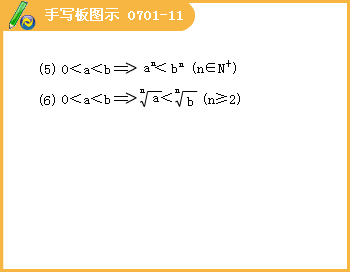 手写板图示 0701-11
(5) 0<a<b⇒ aⁿ<bⁿ (n∈N⁺)
(6) 0<a<b⇒ ⁿ√a<ⁿ√b (n≥2)